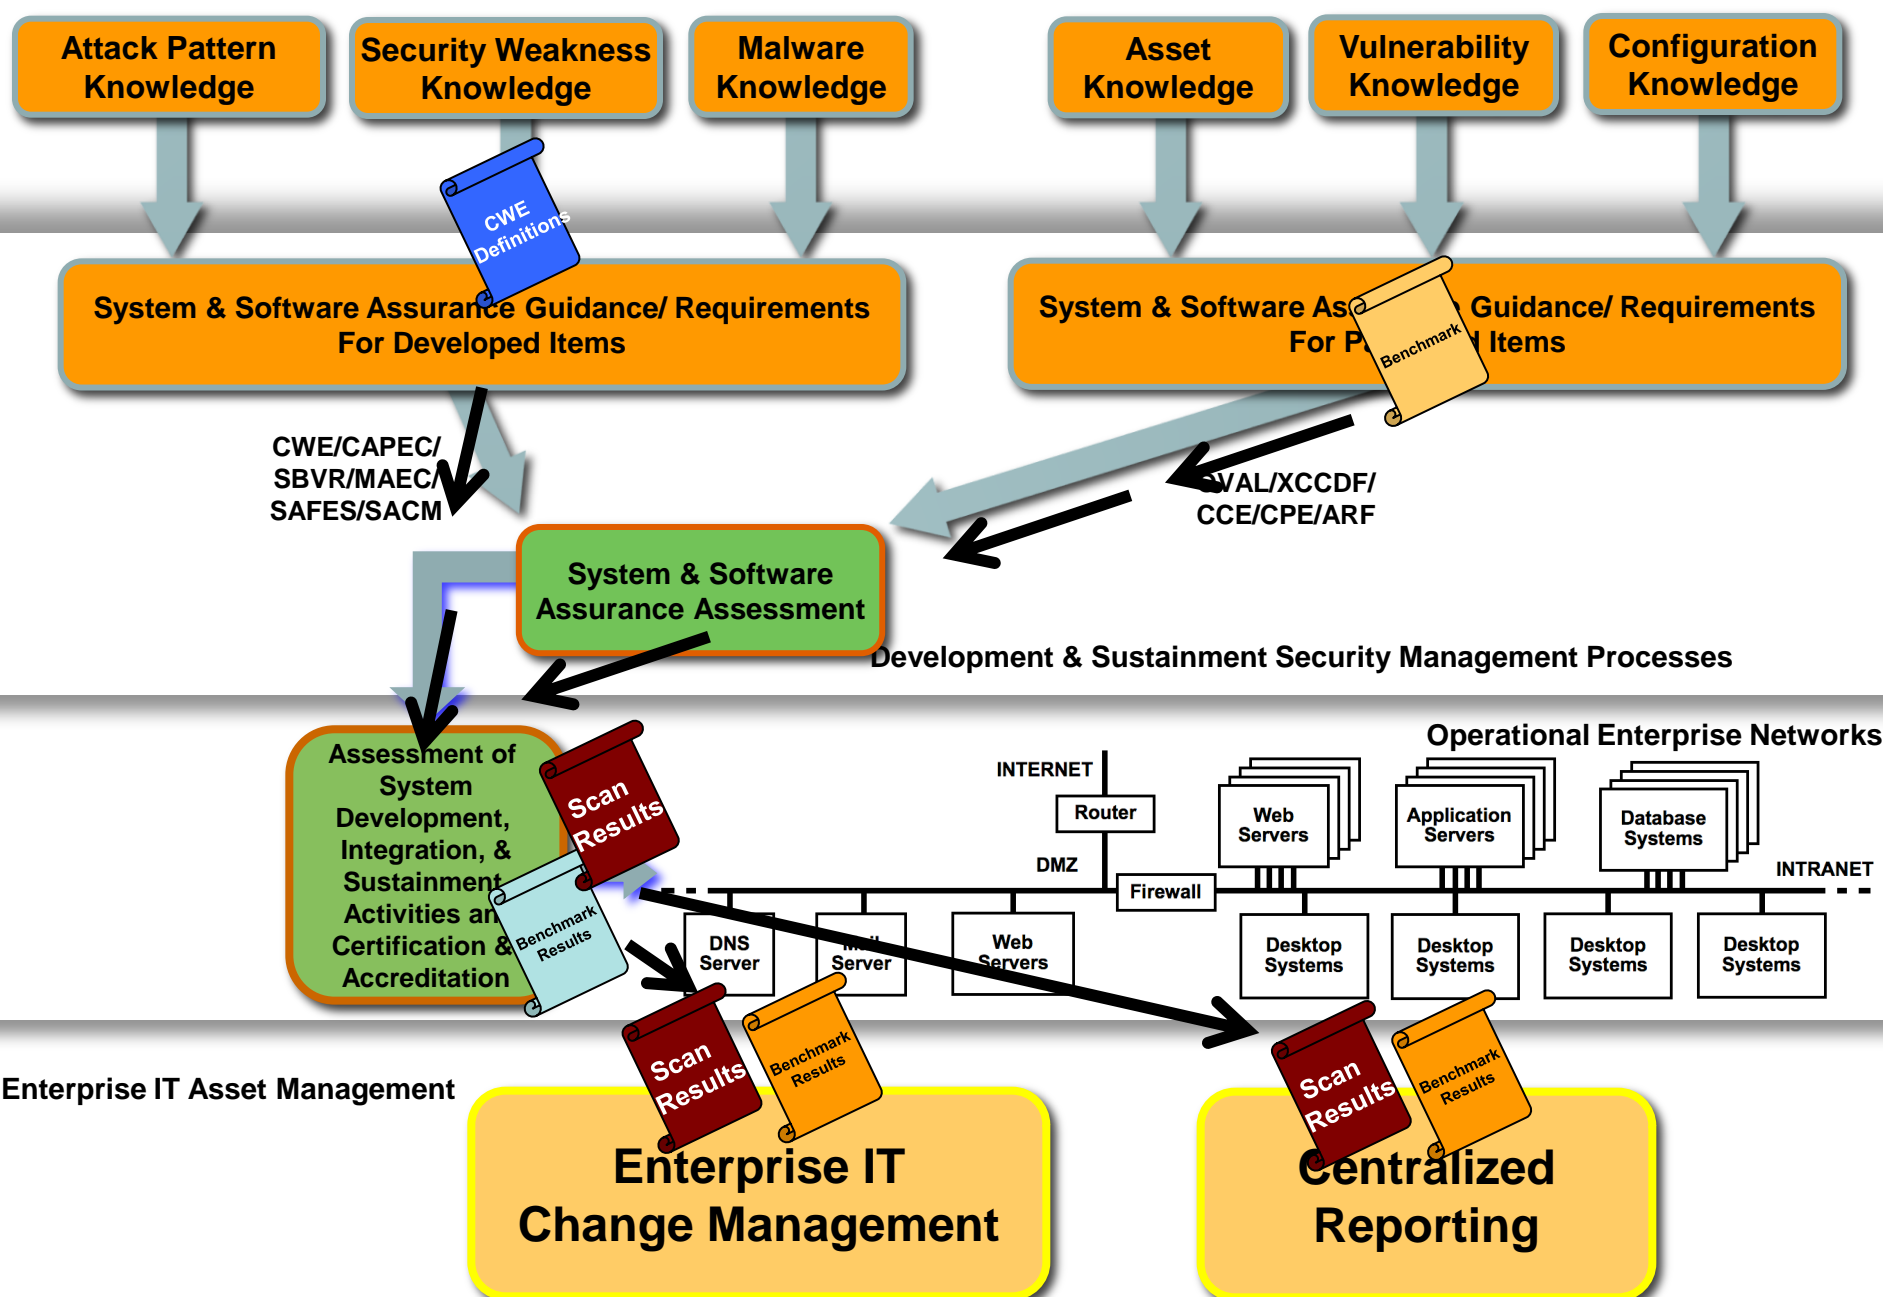 Attack Pattern
Knowledge
Security Weakness
Knowledge
Malware
Knowledge
Asset
Knowledge
Vulnerability
Knowledge
Configuration
Knowledge
CWE
Definitions
System & Software Assurance Guidance/ Requirements
For Developed Items
System & Software As Guidance/ Requirements
For Items
Benchmark
CWE/CAPEC/
SBVR/MAEC/
SAFES/SACM
OVAL/XCCDF/
CCE/CPE/ARF
System & Software
Assurance Assessment
Development & Sustainment Security Management Processes
Operational Enterprise Networks
Assessment of
System
Development,
Integration, &
Sustainment
Activities an
Certification &
Accreditation
Scan
Results
Benchmark
Results
INTERNET
Router
DMZ
Firewall
Web
Servers
Application
Servers
Database
Systems
INTRANET
DNS
Server
Mail
Server
Web
Servers
Desktop
Systems
Desktop
Systems
Desktop
Systems
Desktop
Systems
Enterprise IT Asset Management
Scan
Results
Benchmark
Results
Scan
Results
Benchmark
Results
Enterprise IT
Change Management
Centralized
Reporting